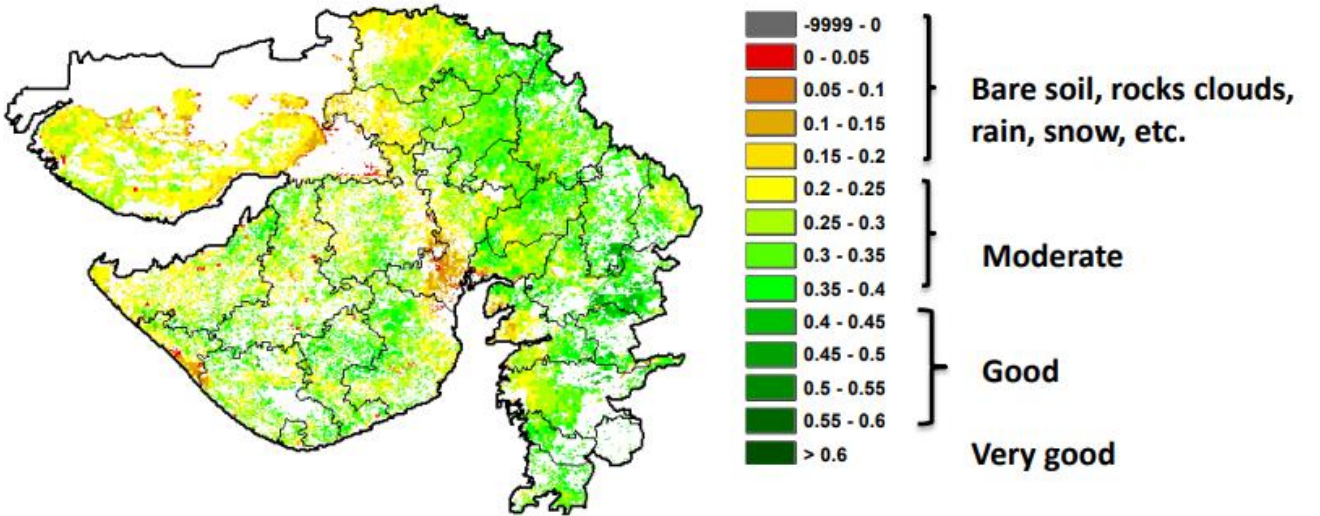 -9999 - 0
0 - 0.05
0.05 - 0.1
0.1 - 0.15
0.15 - 0.2
0.2 - 0.25
0.25 - 0.3
0.3 - 0.35
0.35 - 0.4
0.4 - 0.45
0.45 - 0.5
0.5 - 0.55
0.55 - 0.6
> 0.6
Bare soil, rocks clouds,
rain, snow, etc.
Moderate
Good
Very good